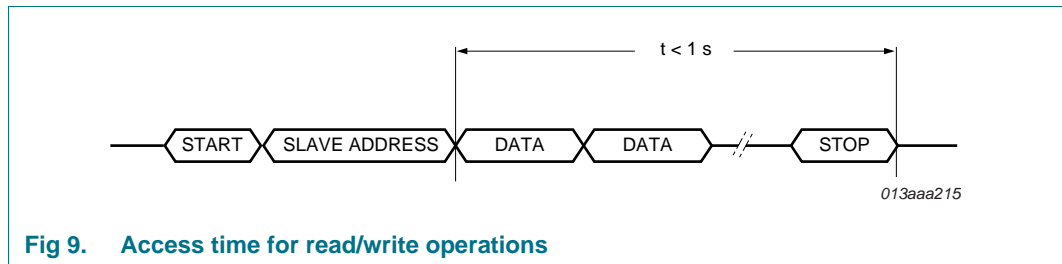 t < 1 s
START SLAVE ADDRESS DATA DATA STOP
013aaa215
Fig 9. Access time for read/write operations